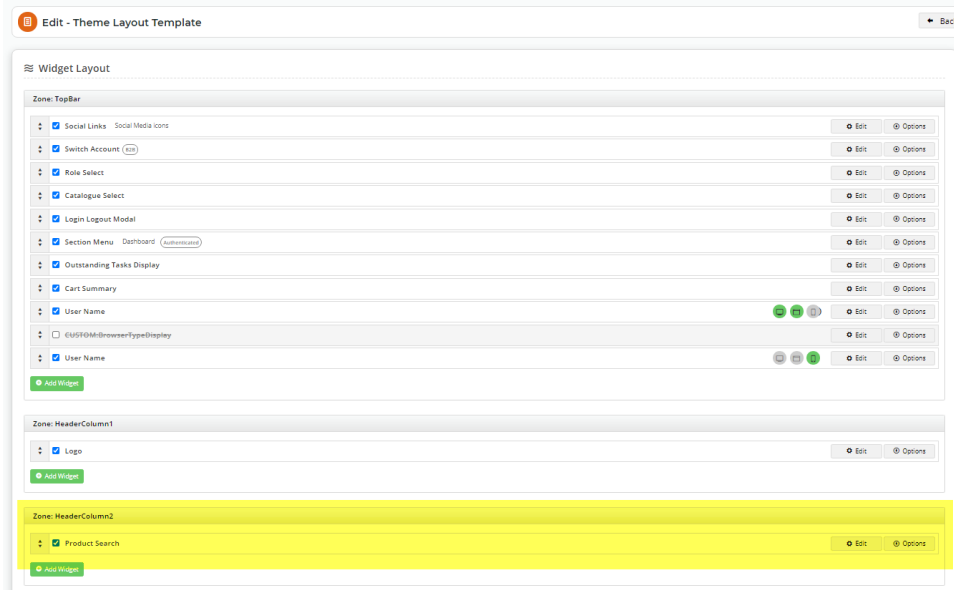 Edit - Theme Layout Template
Back
Widget Layout
Zone: TopBar
Social Links Social Media Icons Edit Options
Switch Account B2B Edit Options
Role Select Edit Options
Catalogue Select Edit Options
Login Logout Modal Edit Options
Section Menu Dashboard Authenticated Edit Options
Outstanding Tasks Display Edit Options
Cart Summary Edit Options
User Name Edit Options
CUSTOM:BrowserTypeDisplay Edit Options
User Name Edit Options
Add Widget
Zone: HeaderColumn1
Logo Edit Options
Add Widget
Zone: HeaderColumn2
Product Search Edit Options
Add Widget